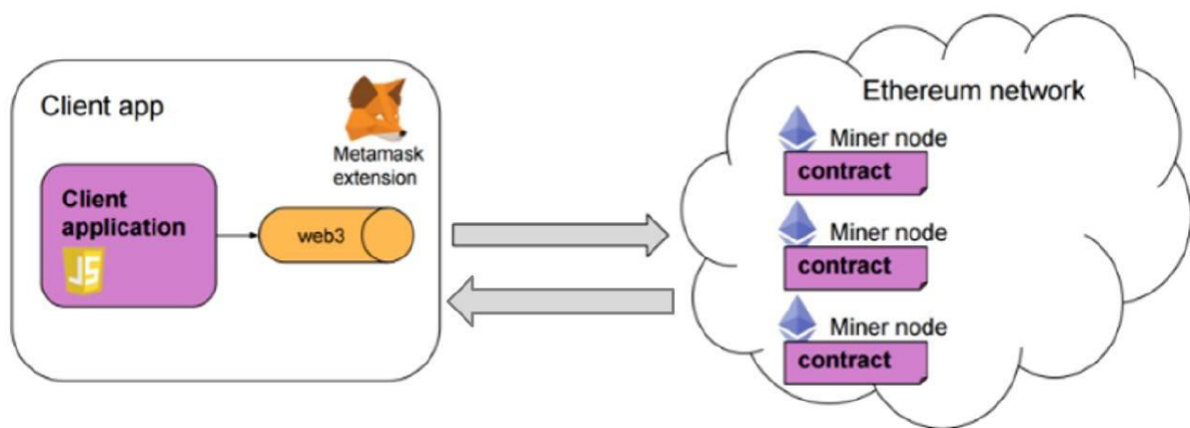 Client app
Metamask
extension
Client
application
JS
web3
Ethereum network
Miner node
contract
Miner node
contract
Miner node
contract